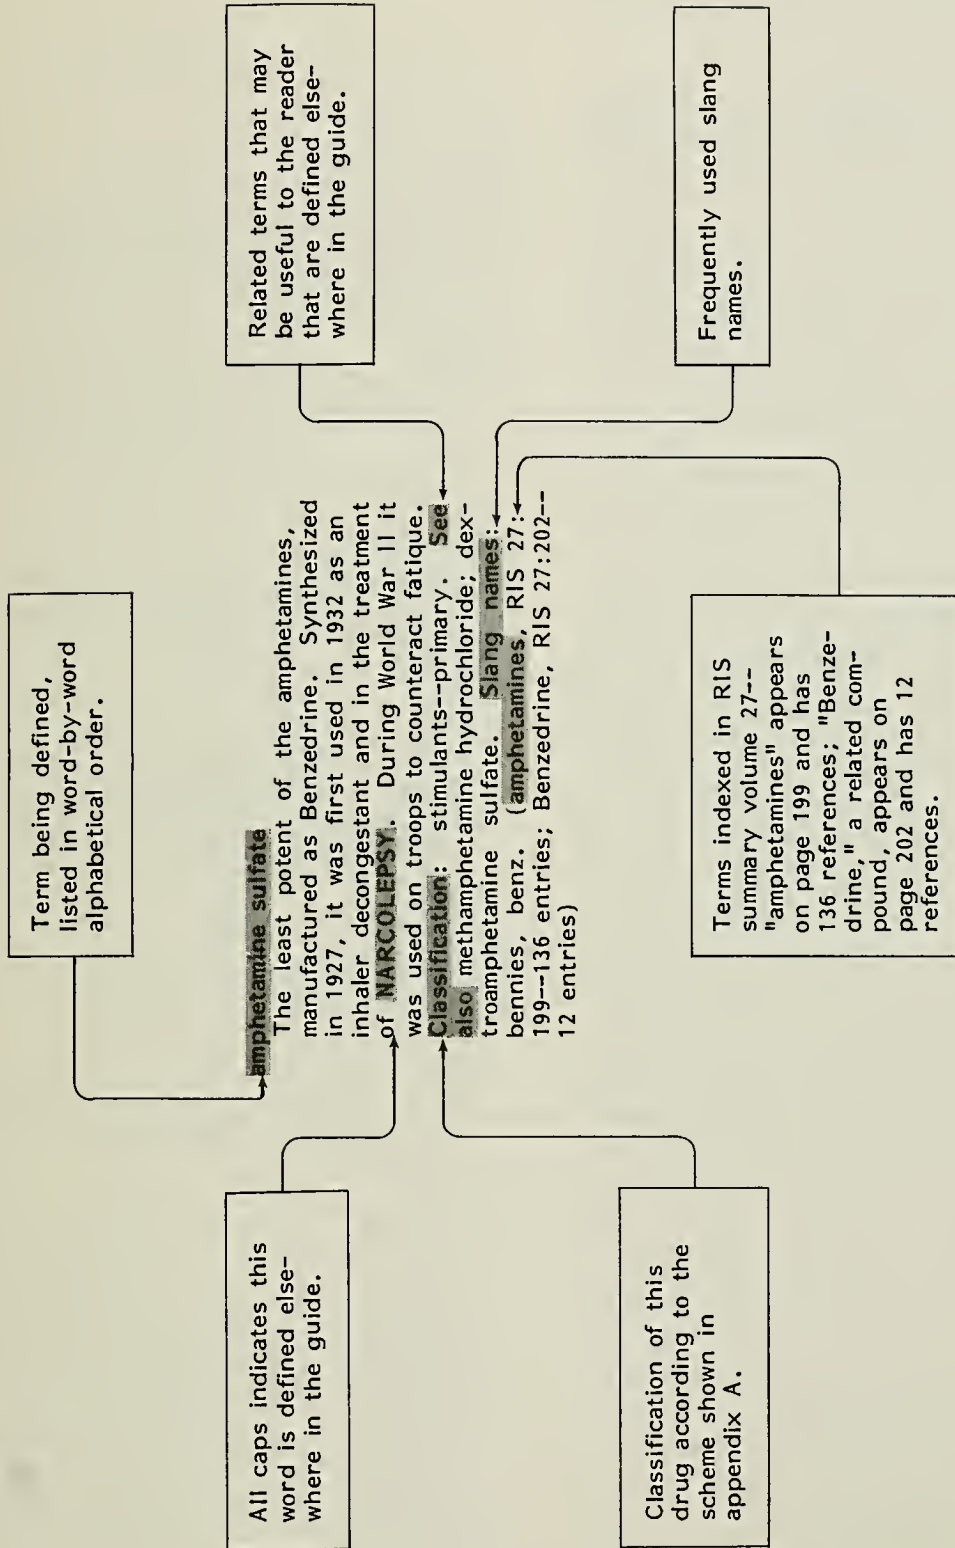 Term being defined,
listed in word-by-word
alphabetical order.
All caps indicates this
word is defined else-
where in the guide.
Related terms that may
be useful to the reader
that are defined else-
where in the guide.
amphetamine sulfate
The least potent of the amphetamines,
manufactured as Benzedrine. Synthesized
in 1927, it was first used in 1932 as an
inhaler decongestant and in the treatment
of NARCOLEPSY. During World War II it
was used on troops to counteract fatique.
Classification: stimulants--primary. See
also methamphetamine hydrochloride; dex-
troamphetamine sulfate. Slang names:
bennies, benz. (amphetamines, RIS 27:
199--136 entries; Benzedrine, RIS 27:202--
12 entries)
Classification of this
drug according to the
scheme shown in
appendix A.
Terms indexed in RIS
summary volume 27--
"amphetamines" appears
on page 199 and has
136 references; "Benze-
drine," a related com-
pound, appears on
page 202 and has 12
references.
Frequently used slang
names.